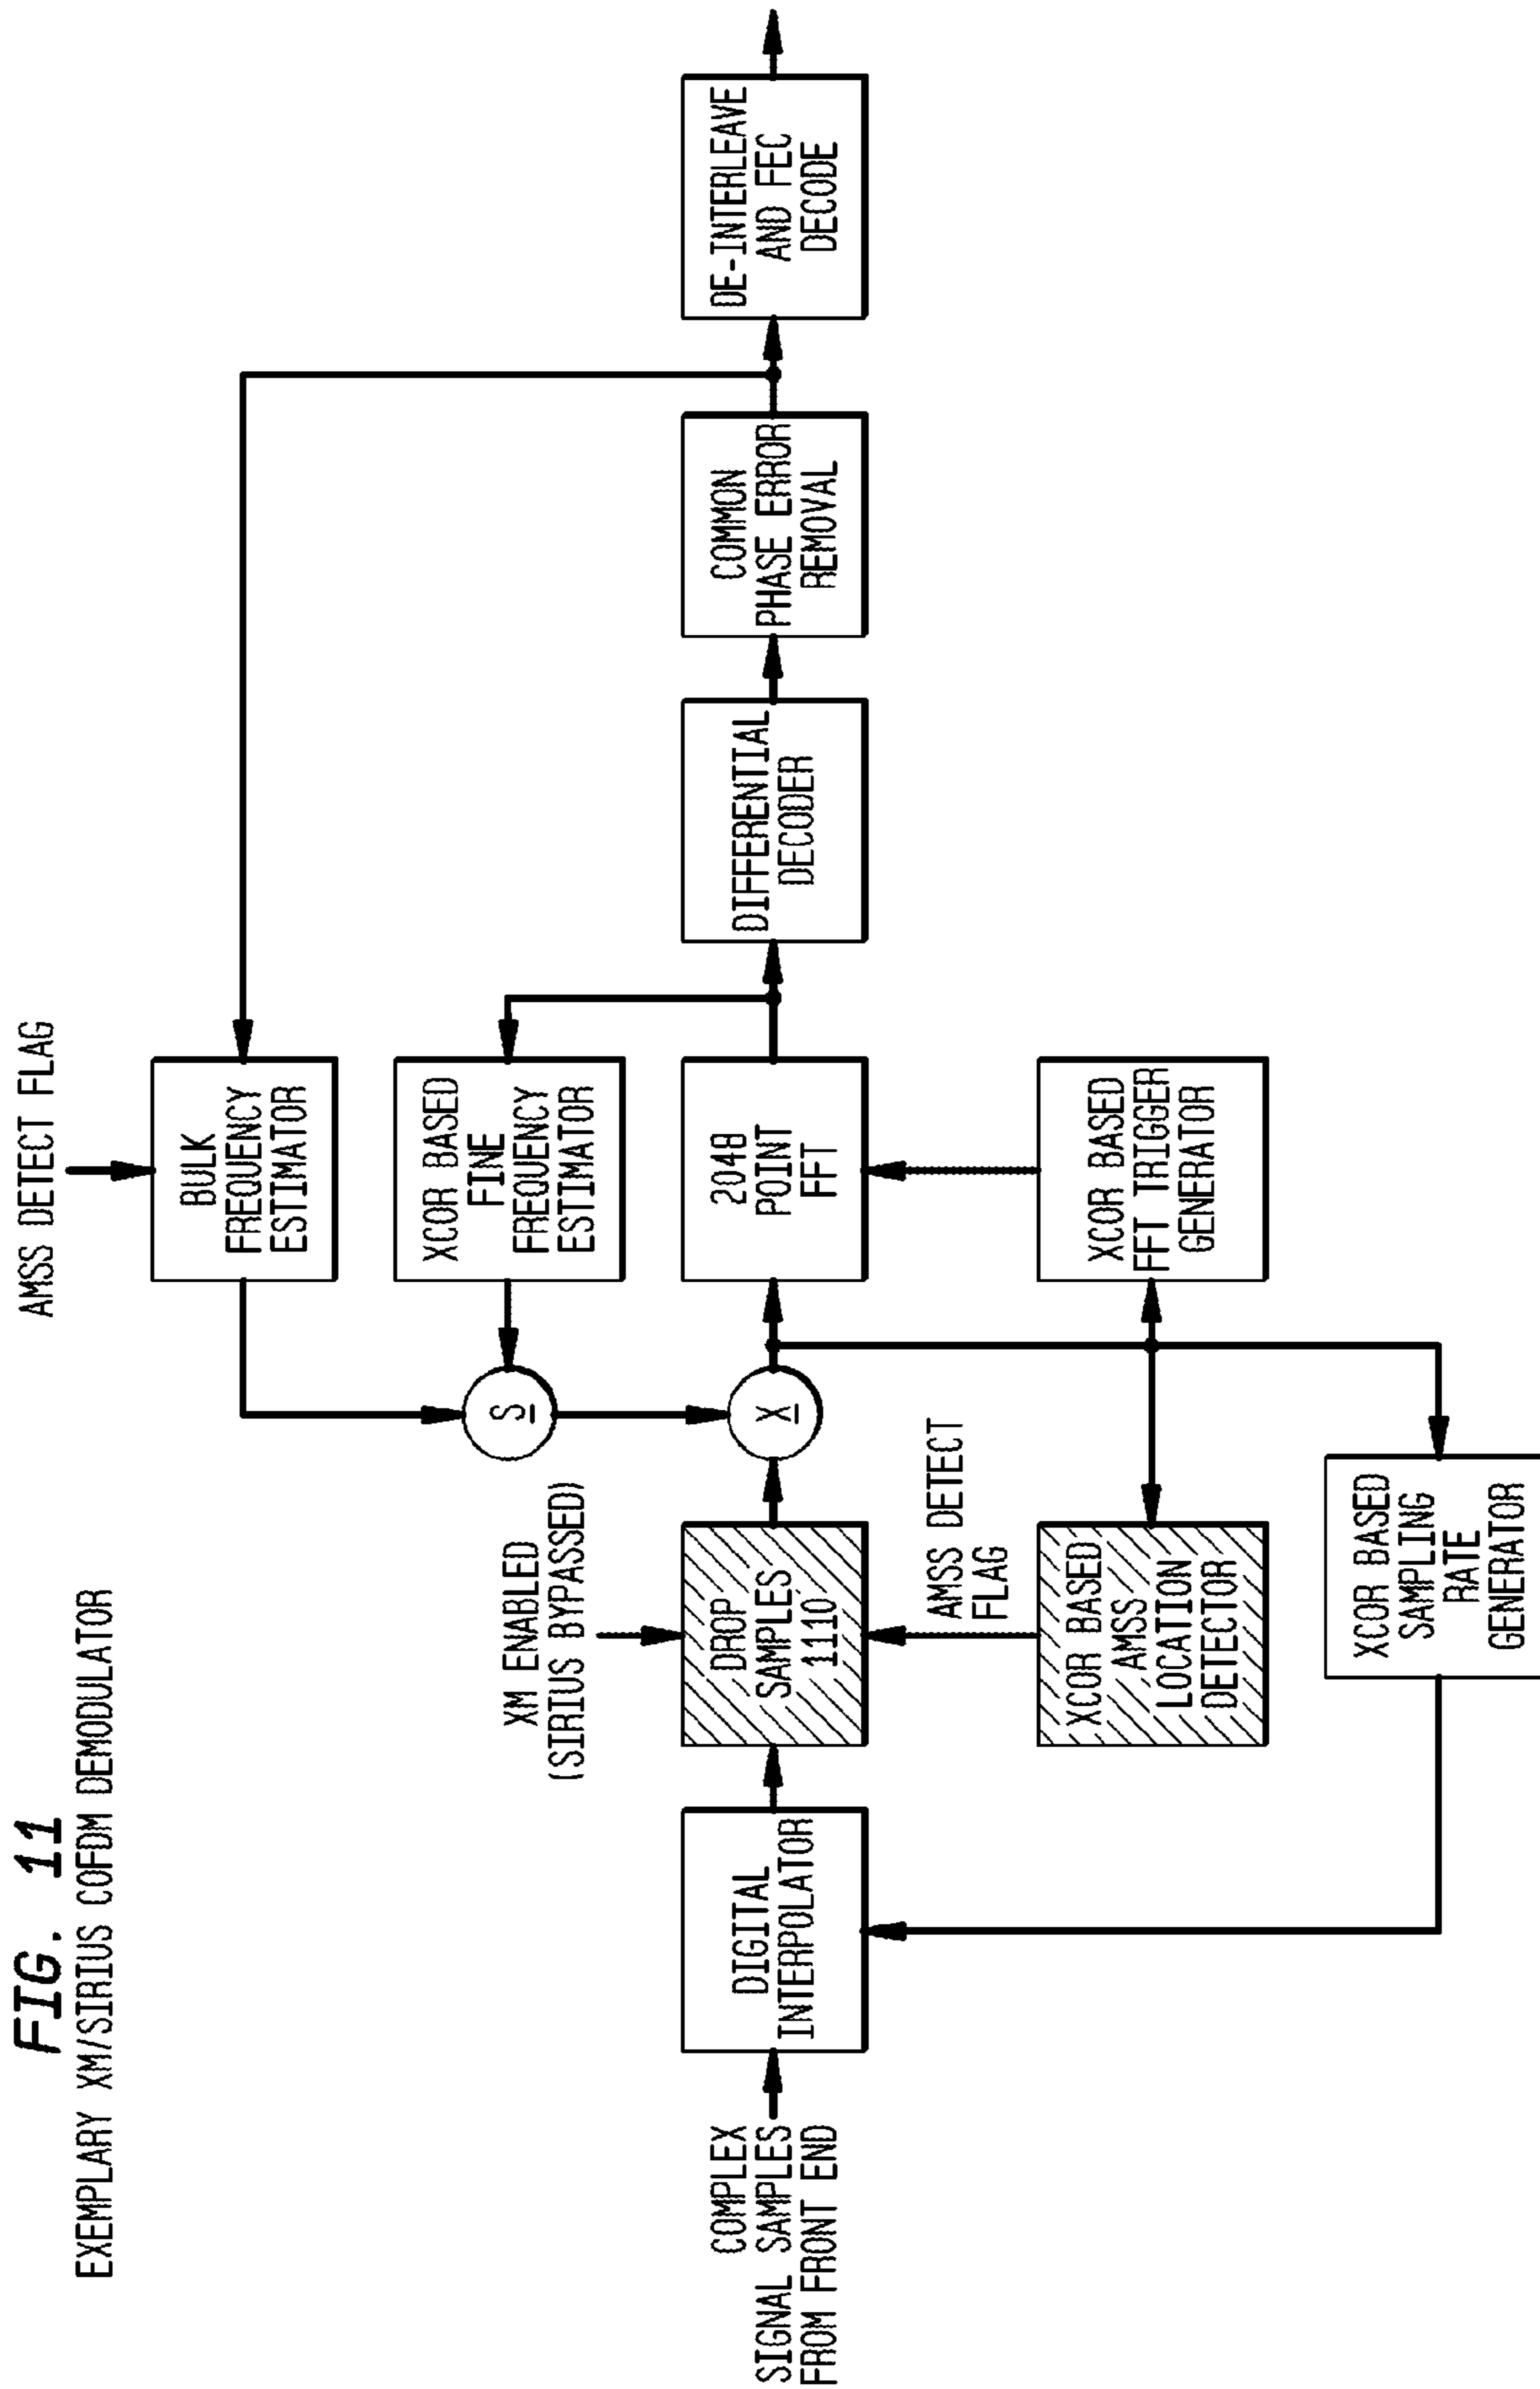 FIG. 11
EXEMPLARY XM/SIRIUS COFDM DEMODULATOR
AMSS DETECT FLAG
BULK
FREQUENCY
ESTIMATOR
XCOR BASED
FINE
FREQUENCY
ESTIMATOR
S
XM ENABLED
(SIRIUS BYPASSED)
COMPLEX
SIGNAL SAMPLES
FROM FRONT END
DIGITAL
INTERPOLATOR
DROP
SAMPLES
1110
X
2048
POINT
FFT
DIFFERENTIAL
DECODER
COMMON
PHASE ERROR
REMOVAL
DE-INTERLEAVE
AND FEC
DECODE
AMSS DETECT
FLAG
XCOR BASED
AMSS
LOCATION
DETECTOR
XCOR BASED
FFT TRIGGER
GENERATOR
XCOR BASED
SAMPLING
RATE
GENERATOR